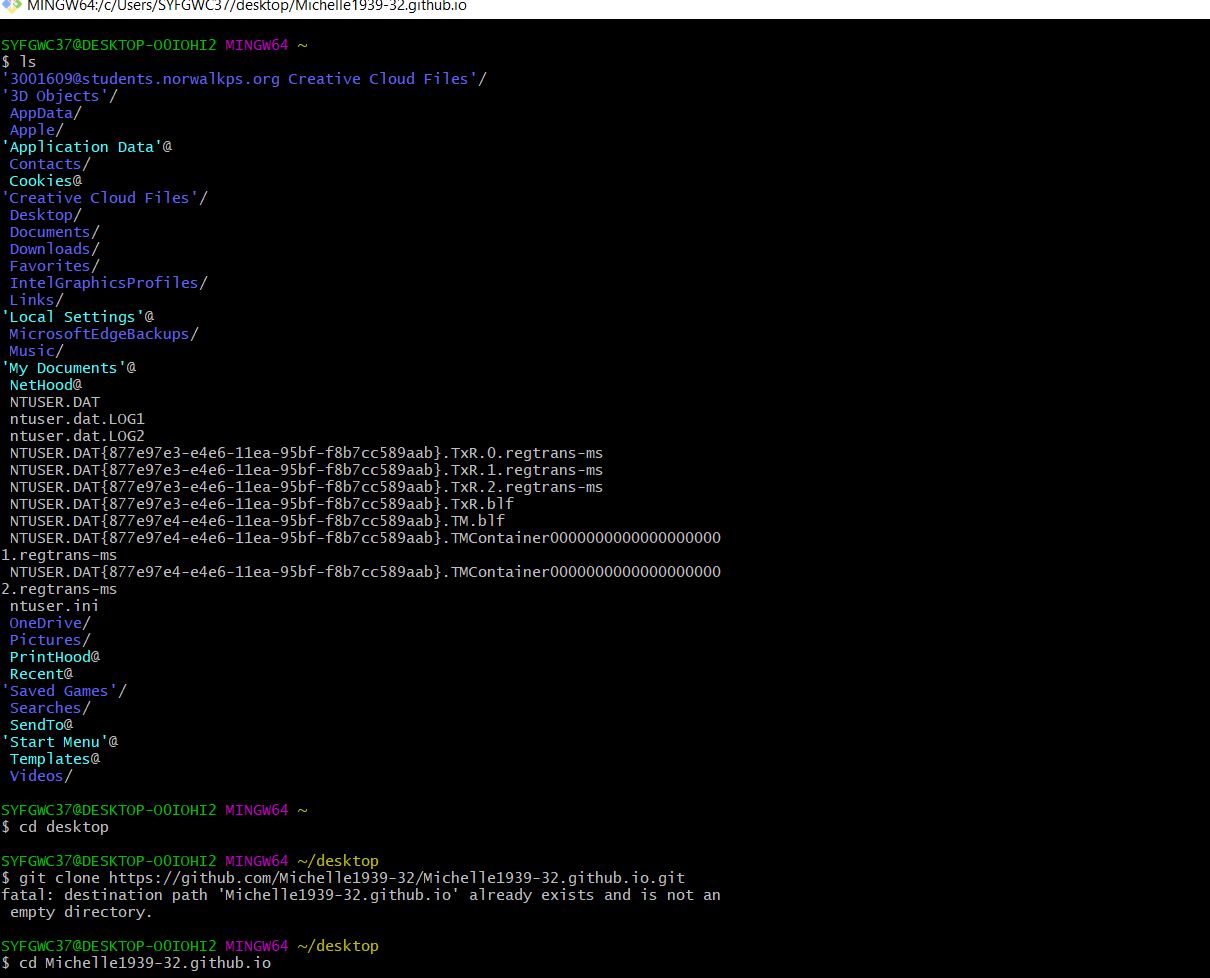 MINGW64:/c/Users/SYFGWC37/desktop/Michelle1939-32.github.io
SYFGWC37@DESKTOP-O0IOHI2 MINGW64 ~
$ ls
'3001609@students.norwalkps.org Creative Cloud Files'/
'3D Objects'/
AppData/
Apple/
'Application Data'@
Contacts/
Cookies@
'Creative Cloud Files'/
Desktop/
Documents/
Downloads/
Favorites/
IntelGraphicsProfiles/
Links/
'Local Settings'@
MicrosoftEdgeBackups/
Music/
'My Documents'@
NetHood@
NTUSER.DAT
ntuser.dat.LOG1
ntuser.dat.LOG2
NTUSER.DAT{877e97e3-e4e6-11ea-95bf-f8b7cc589aab}.TxR.0.regtrans-ms
NTUSER.DAT{877e97e3-e4e6-11ea-95bf-f8b7cc589aab}.TxR.1.regtrans-ms
NTUSER.DAT{877e97e3-e4e6-11ea-95bf-f8b7cc589aab}.TxR.2.regtrans-ms
NTUSER.DAT{877e97e3-e4e6-11ea-95bf-f8b7cc589aab}.TxR.blf
NTUSER.DAT{877e97e4-e4e6-11ea-95bf-f8b7cc589aab}.TM.blf
NTUSER.DAT{877e97e4-e4e6-11ea-95bf-f8b7cc589aab}.TMContainer0000000000000000000
1.regtrans-ms
NTUSER.DAT{877e97e4-e4e6-11ea-95bf-f8b7cc589aab}.TMContainer0000000000000000000
2.regtrans-ms
ntuser.ini
OneDrive/
Pictures/
PrintHood@
Recent@
'Saved Games'/
Searches/
SendTo@
'Start Menu'@
Templates@
Videos/
SYFGWC37@DESKTOP-O0IOHI2 MINGW64 ~
$ cd desktop
SYFGWC37@DESKTOP-O0IOHI2 MINGW64 ~/desktop
$ git clone https://github.com/Michelle1939-32/Michelle1939-32.github.io.git
fatal: destination path 'Michelle1939-32.github.io' already exists and is not an
empty directory.
SYFGWC37@DESKTOP-O0IOHI2 MINGW64 ~/desktop
$ cd Michelle1939-32.github.io